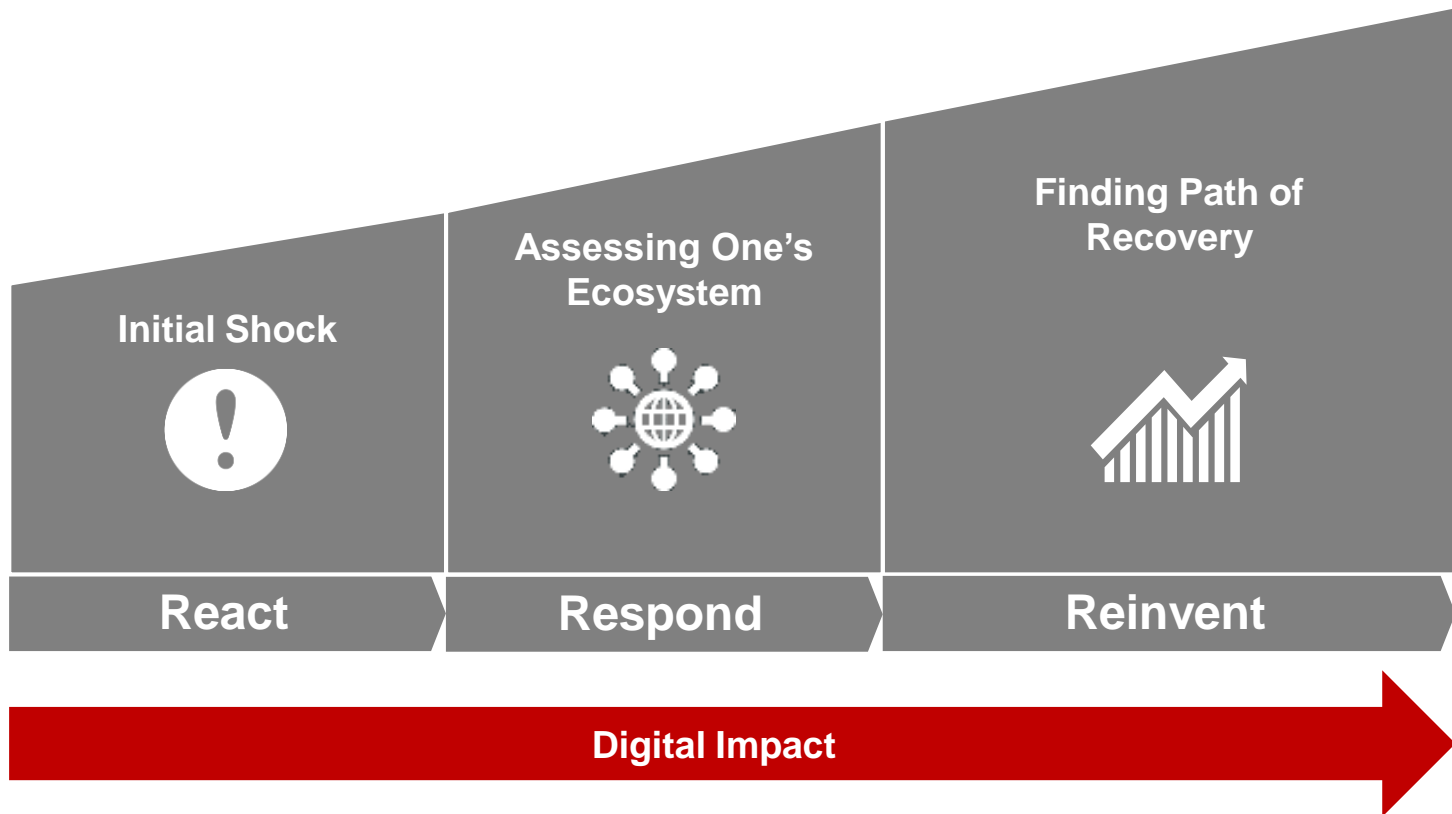 Initial Shock
Assessing One's
Ecosystem
Finding Path of
Recovery
React
Respond
Reinvent
Digital Impact